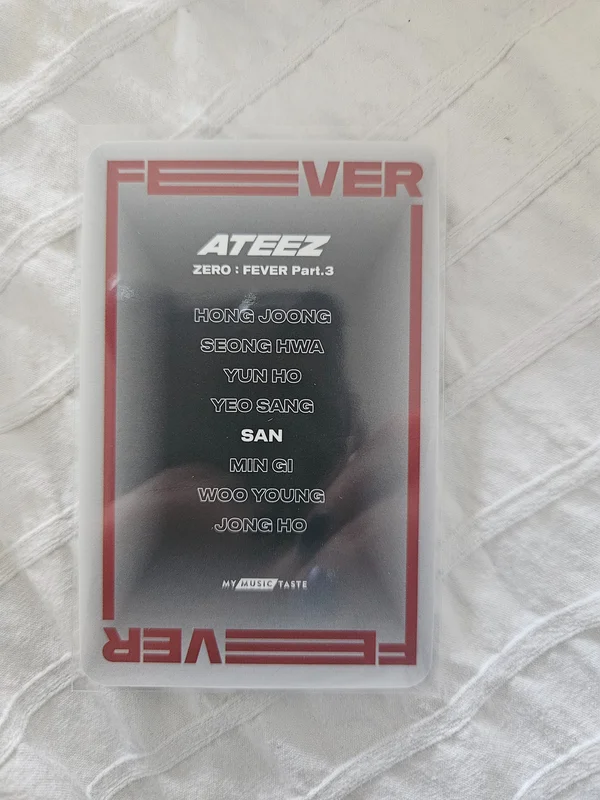 FEVER
ATEEZ
ZERO : FEVER Part.3
HONG JOONG
SEONG HWA
YUN HO
YEO SANG
SAN
MIN GI
WOO YOUNG
JONG HO
MY MUSIC TASTE
FEVER